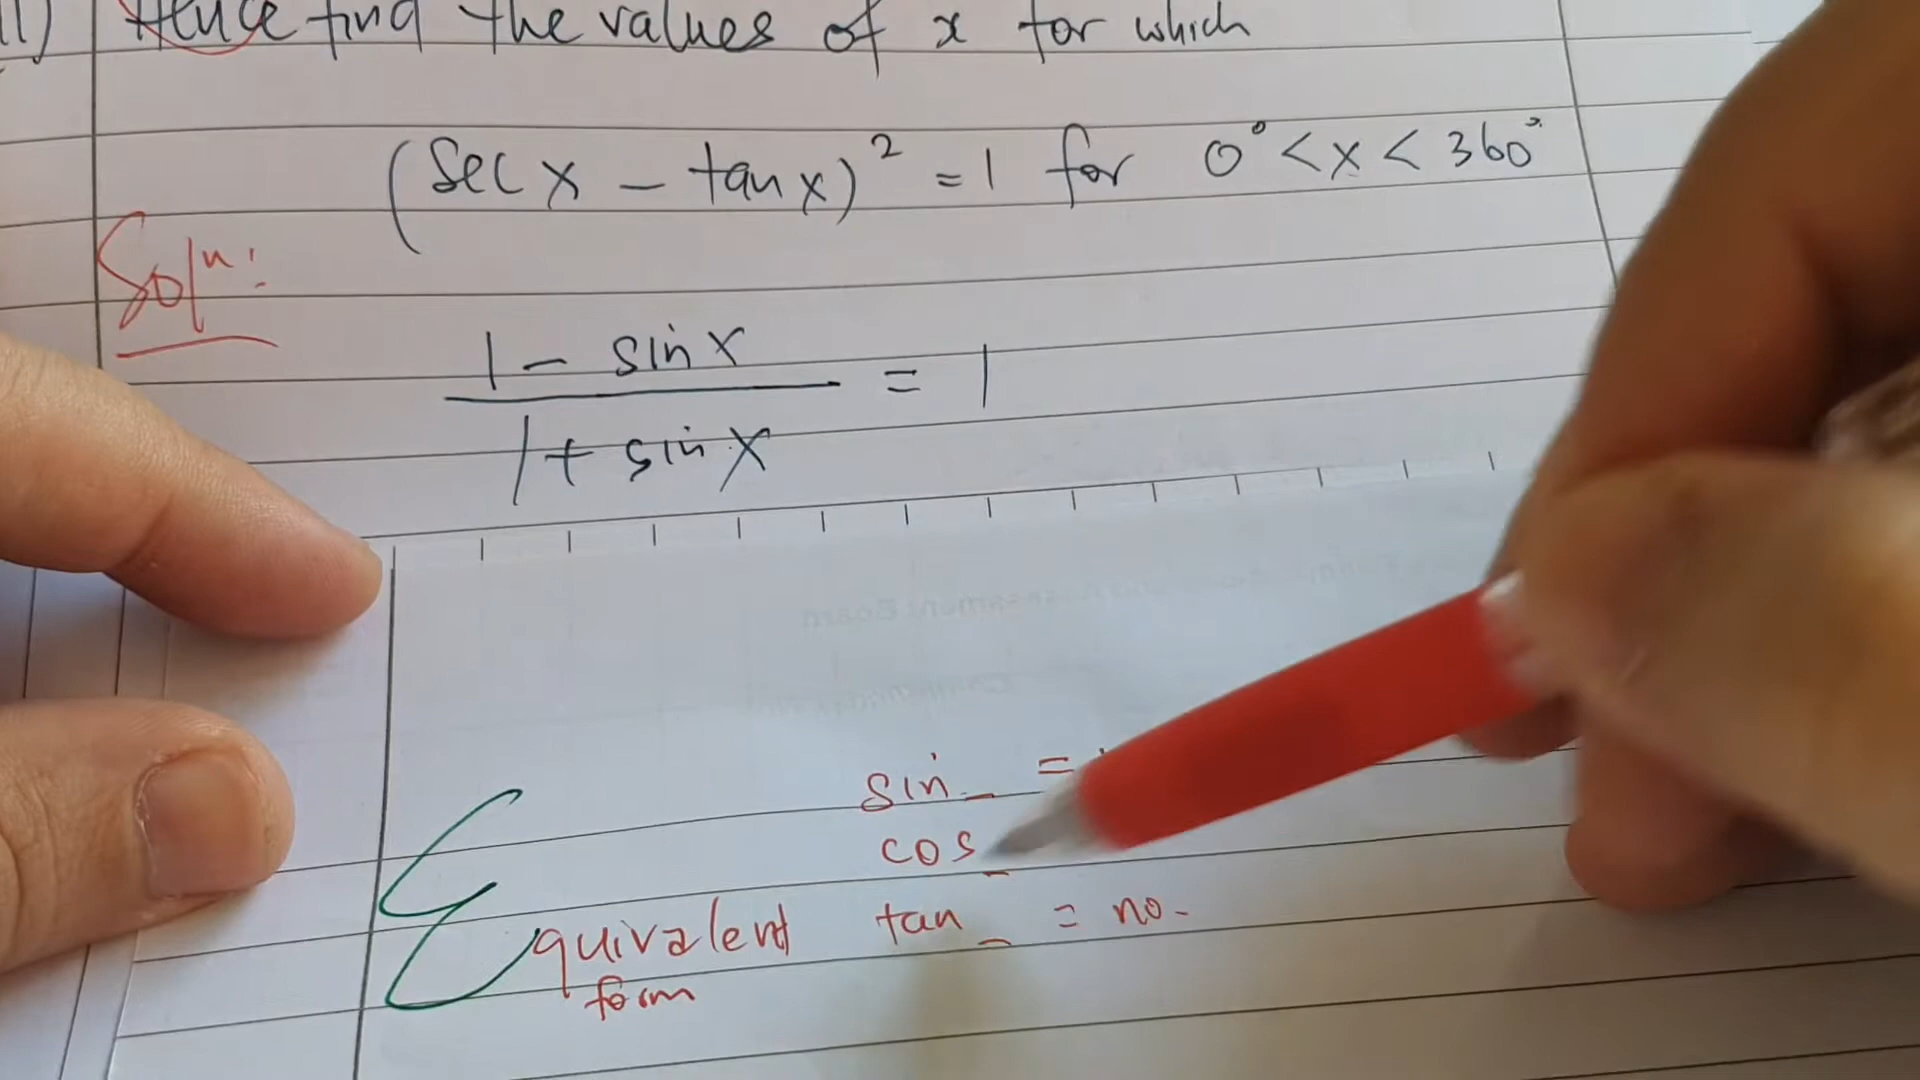 II) Hence find the values of x for which
(Sec x − tan x)² = 1 for 0° < x < 360°
Solⁿ:
1 − sin x
1 + sin x
= 1
sin _ =
cos _
Equivalent tan _ = no.
form